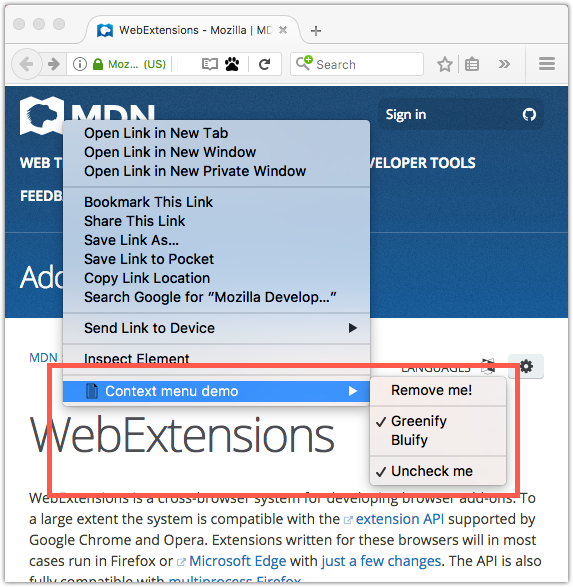 WebExtensions - Mozilla | MD
Moz... (US)
Search
MDN
Sign in
WEB T
VELOPER TOOLS
FEEDB
Add
Open Link in New Tab
Open Link in New Window
Open Link in New Private Window
Bookmark This Link
Share This Link
Save Link As...
Save Link to Pocket
Copy Link Location
Search Google for “Mozilla Develop...”
Send Link to Device
Inspect Element
MDN
LANGUAGES
Context menu demo
Remove me!
Greenify
Bluify
Uncheck me
WebExtensions
WebExtensions is a cross-browser system for developing browser add-ons. To
a large extent the system is compatible with the extension API supported by
Google Chrome and Opera. Extensions written for these browsers will in most
cases run in Firefox or Microsoft Edge with just a few changes. The API is also
fully compatible with multiprocess Firefox.